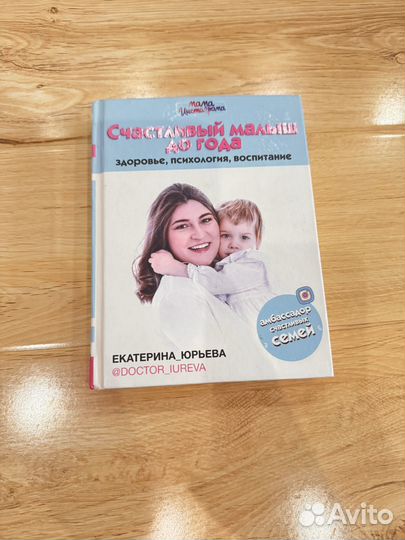 мама
Инстаграма
Счастливый малыш
до года
здоровье, психология, воспитание
амбассадор
счастливых
семей
ЕКАТЕРИНА_ЮРЬЕВА
@DOCTOR_IUREVA
Avito